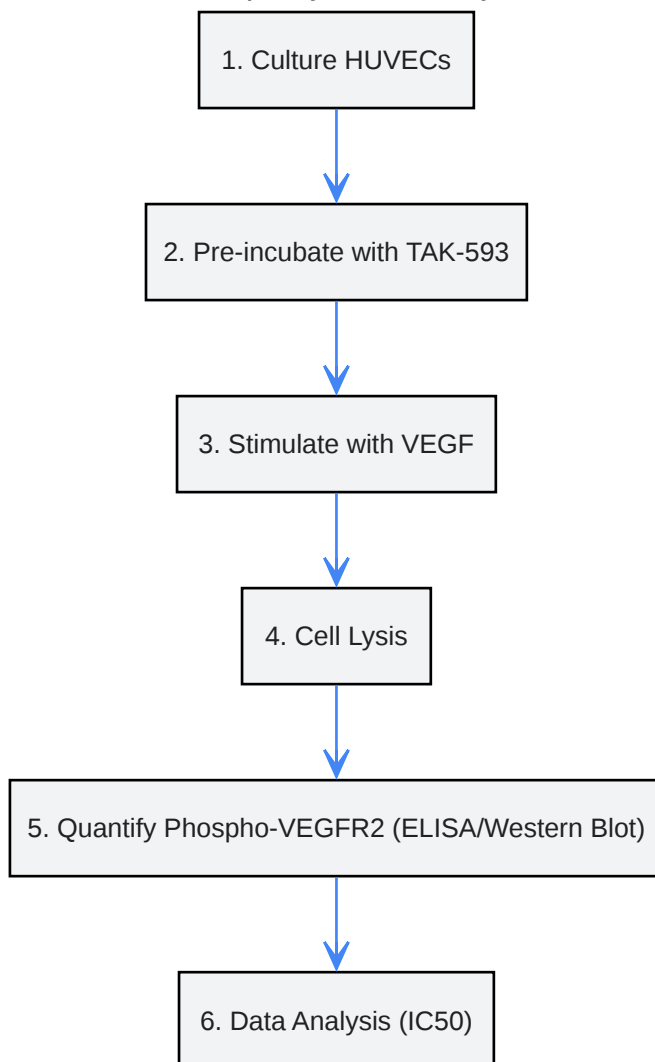 1. Culture HUVECs
2. Pre-incubate with TAK-593
3. Stimulate with VEGF
4. Cell Lysis
5. Quantify Phospho-VEGFR2 (ELISA/Western Blot)
6. Data Analysis (IC50)